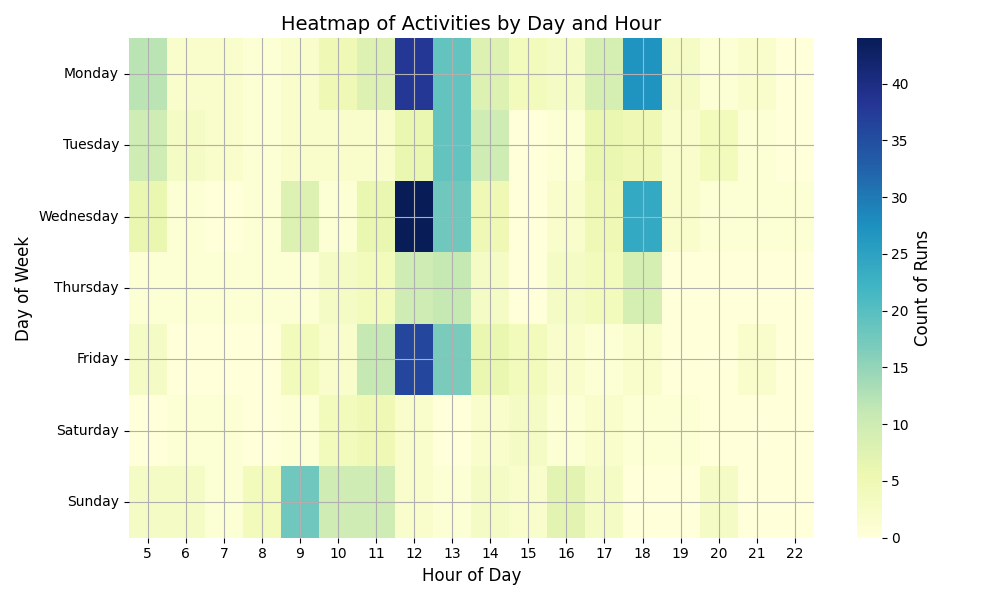 Heatmap of Activities by Day and Hour
Day of Week
Monday
Tuesday
Wednesday
Thursday
Friday
Saturday
Sunday
5 6 7 8 9 10 11 12 13 14 15 16 17 18 19 20 21 22
Hour of Day
40
35
30
25
20
15
10
5
0
Count of Runs